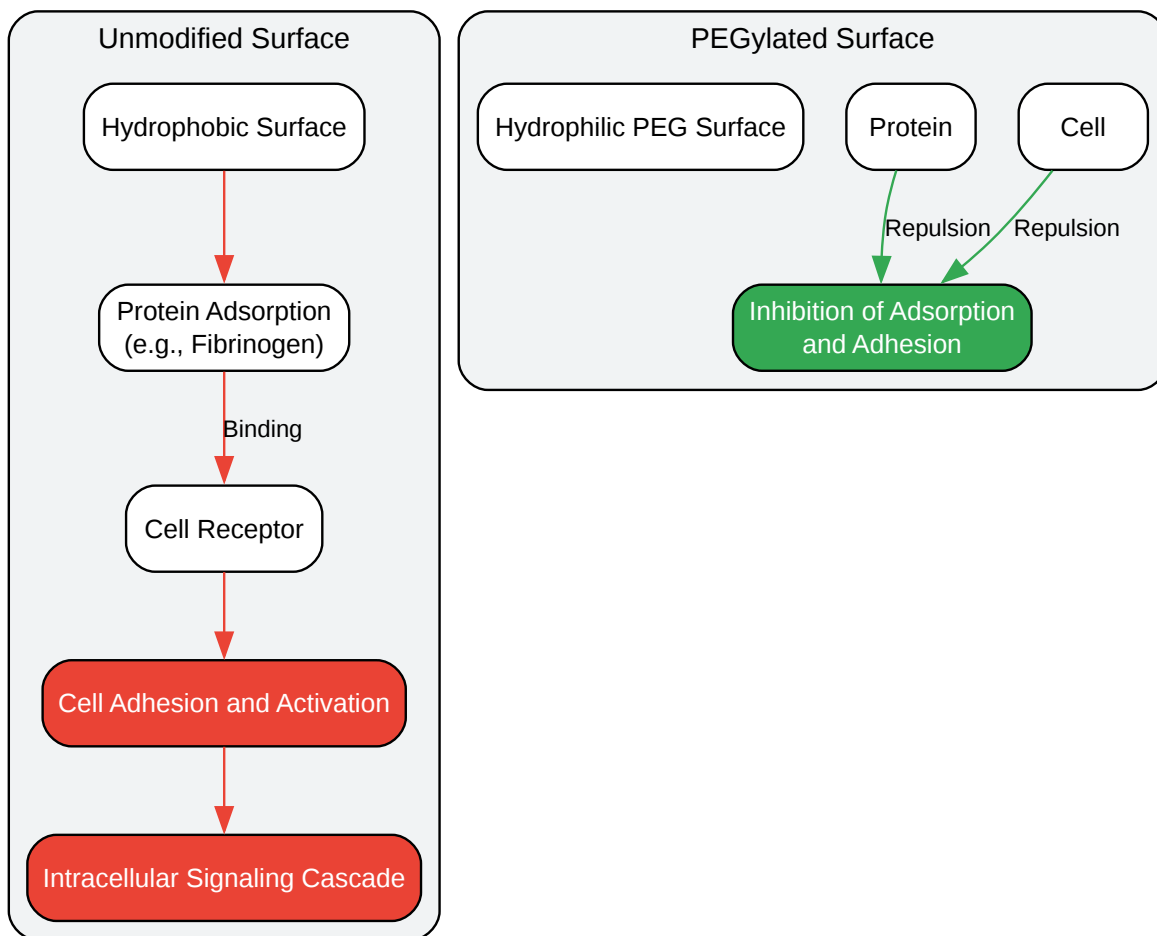 Unmodified Surface
Hydrophobic Surface
Protein Adsorption
(e.g., Fibrinogen)
Binding
Cell Receptor
Cell Adhesion and Activation
Intracellular Signaling Cascade
PEGylated Surface
Hydrophilic PEG Surface
Protein
Cell
Repulsion
Repulsion
Inhibition of Adsorption
and Adhesion